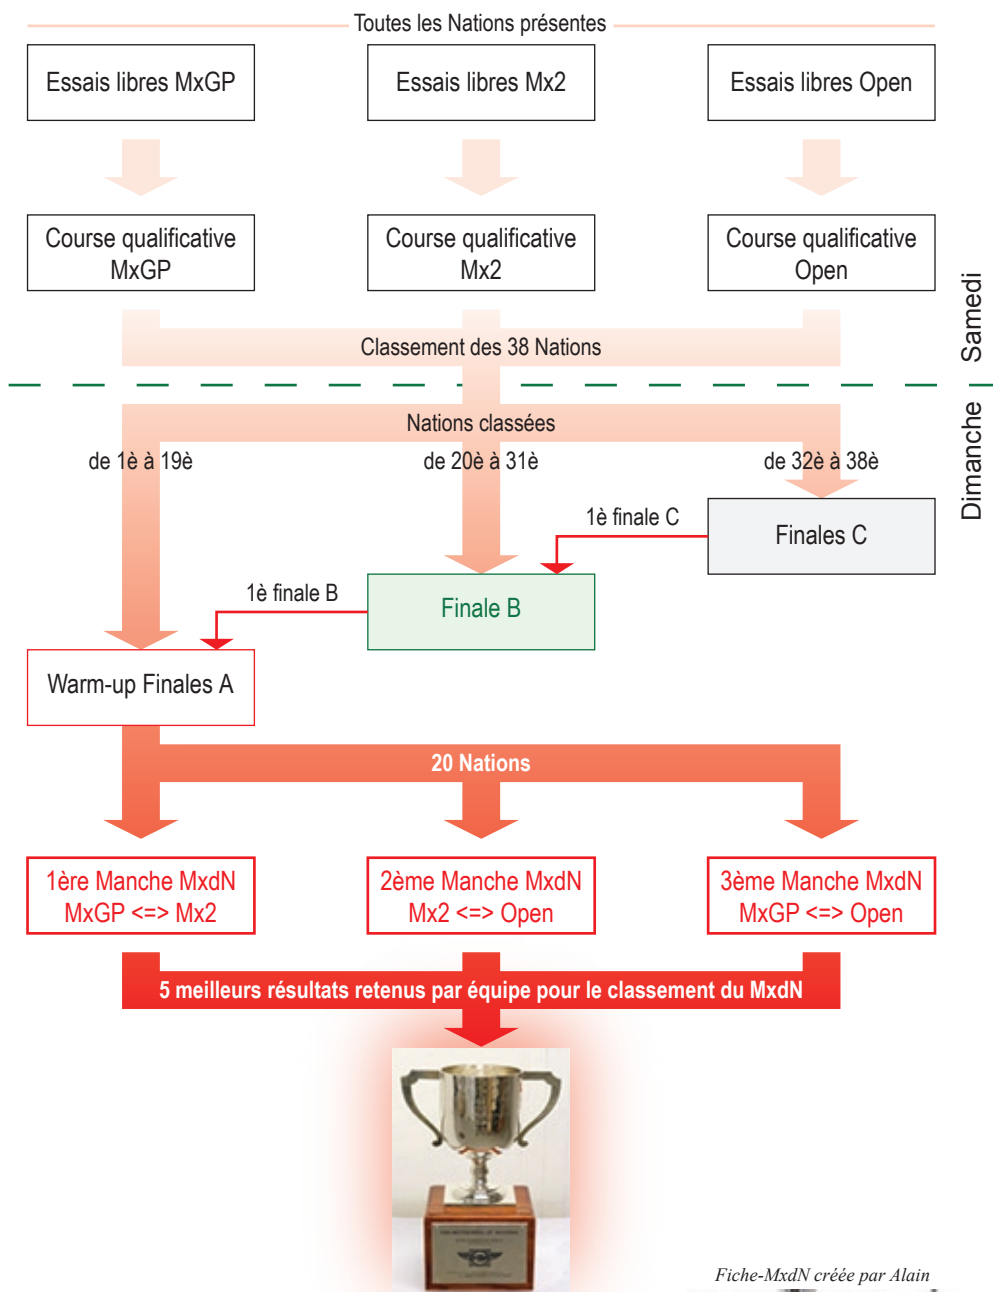 Toutes les Nations présentes
Essais libres MxGP
Essais libres Mx2
Essais libres Open
Course qualificative
MxGP
Course qualificative
Mx2
Course qualificative
Open
Samedi
Classement des 38 Nations
Dimanche
Nations classées
de 1è à 19è
de 20è à 31è
de 32è à 38è
1è finale C
Finales C
1è finale B
Finale B
Warm-up Finales A
20 Nations
1ère Manche MxdN
MxGP <=> Mx2
2ème Manche MxdN
Mx2 <=> Open
3ème Manche MxdN
MxGP <=> Open
5 meilleurs résultats retenus par équipe pour le classement du MxdN
Fiche-MxdN créée par Alain